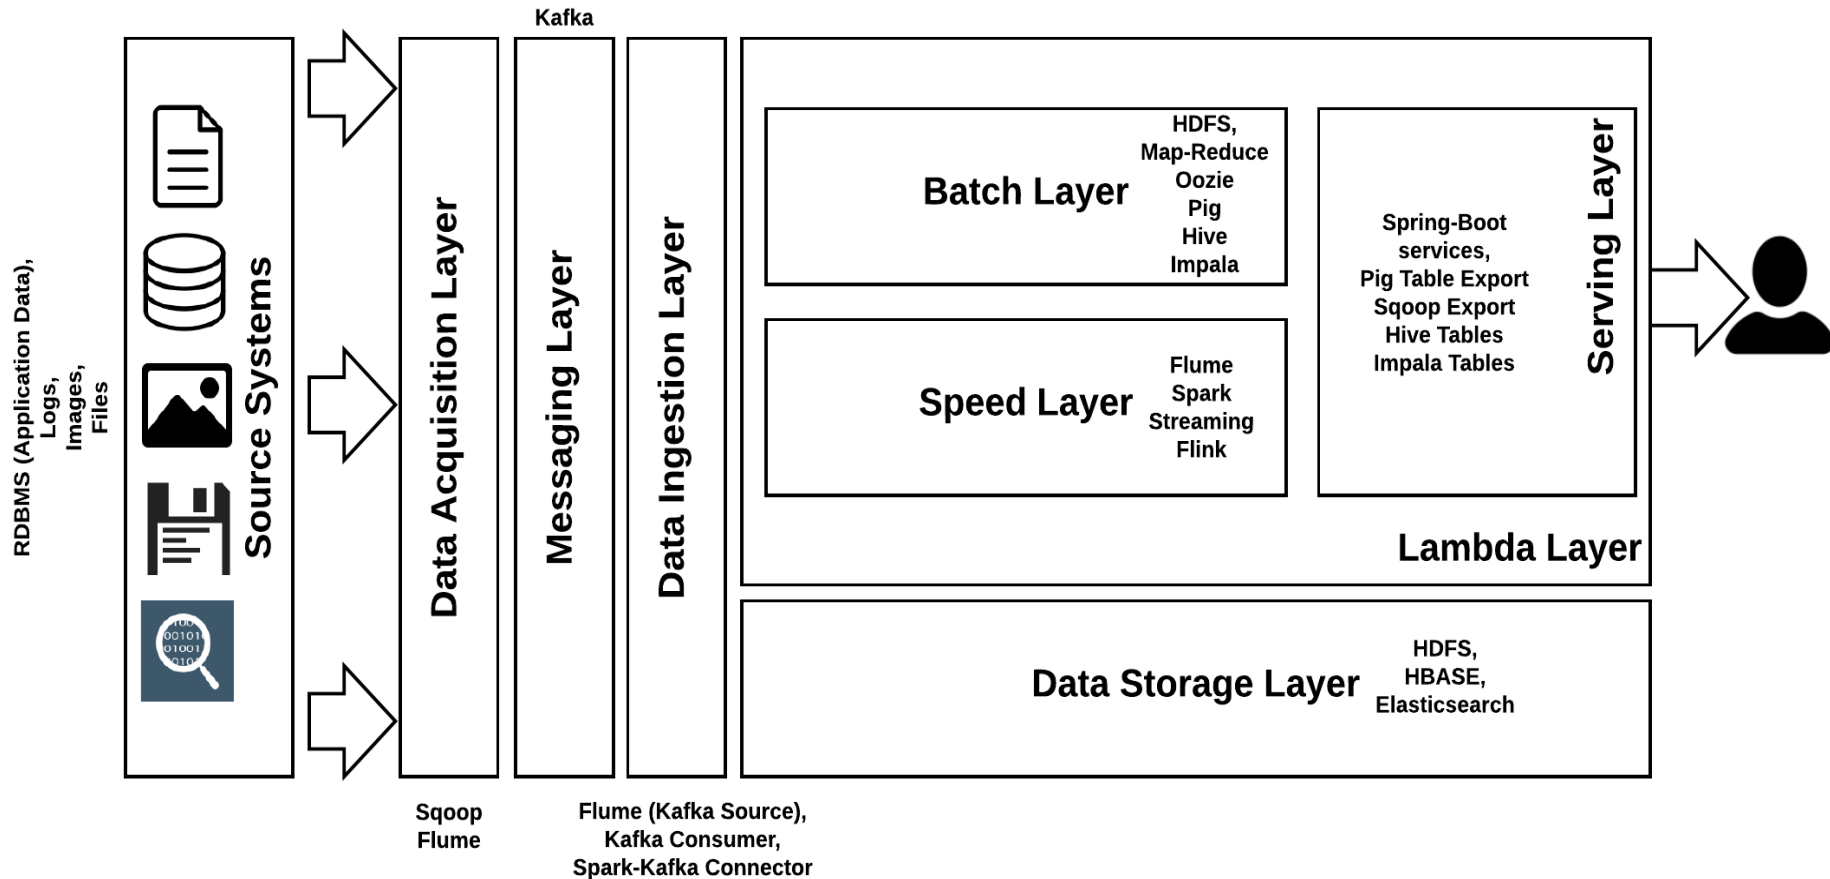 Kafka
RDBMS (Application Data),
Logs,
Images,
Files
Source Systems
Data Acquisition Layer
Messaging Layer
Data Ingestion Layer
Batch Layer
HDFS,
Map-Reduce
Oozie
Pig
Hive
Impala
Speed Layer
Flume
Spark
Streaming
Flink
Spring-Boot
services,
Pig Table Export
Sqoop Export
Hive Tables
Impala Tables
Serving Layer
Lambda Layer
Data Storage Layer
HDFS,
HBASE,
Elasticsearch
Sqoop
Flume
Flume (Kafka Source),
Kafka Consumer,
Spark-Kafka Connector